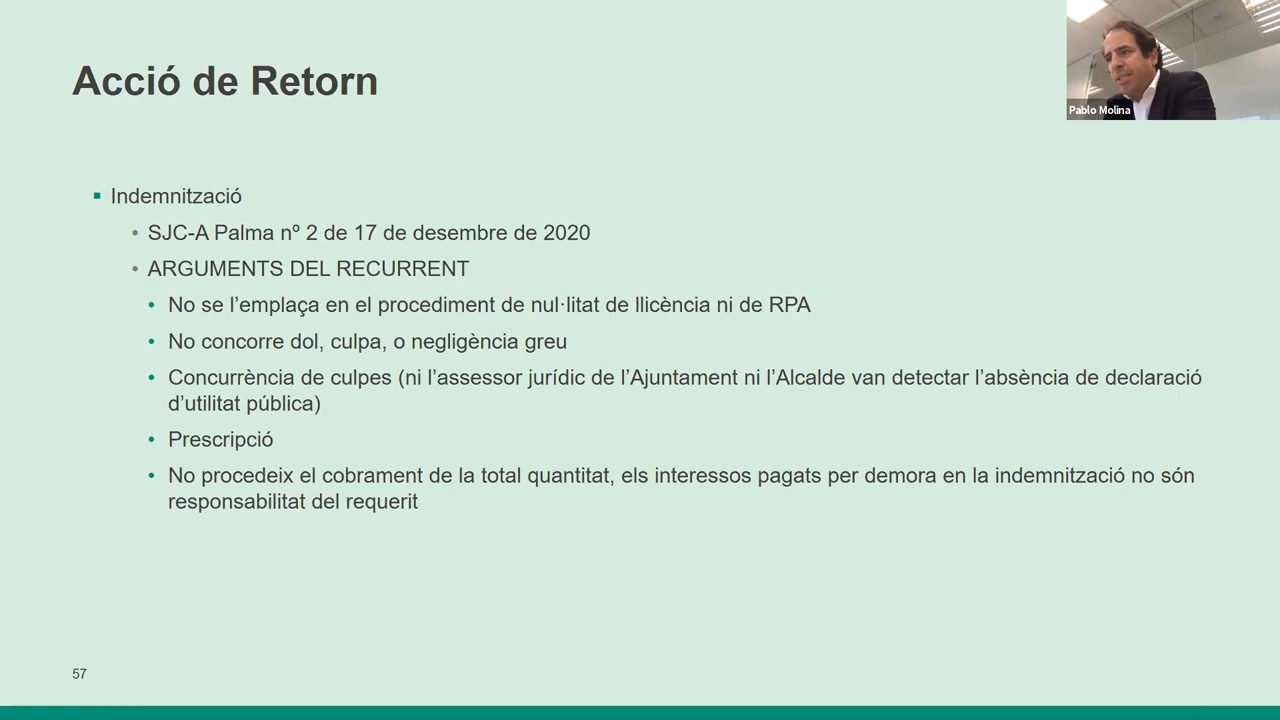 Acció de Retorn
Pablo Molina
Indemnització
SJC-A Palma nº 2 de 17 de desembre de 2020
ARGUMENTS DEL RECURRENT
No se l’emplaça en el procediment de nul·litat de llicència ni de RPA
No concorre dol, culpa, o negligència greu
Concurrència de culpes (ni l’assessor jurídic de l’Ajuntament ni l’Alcalde van detectar l’absència de declaració
d’utilitat pública)
Prescripció
No procedeix el cobrament de la total quantitat, els interessos pagats per demora en la indemnització no són
responsabilitat del requerit
57